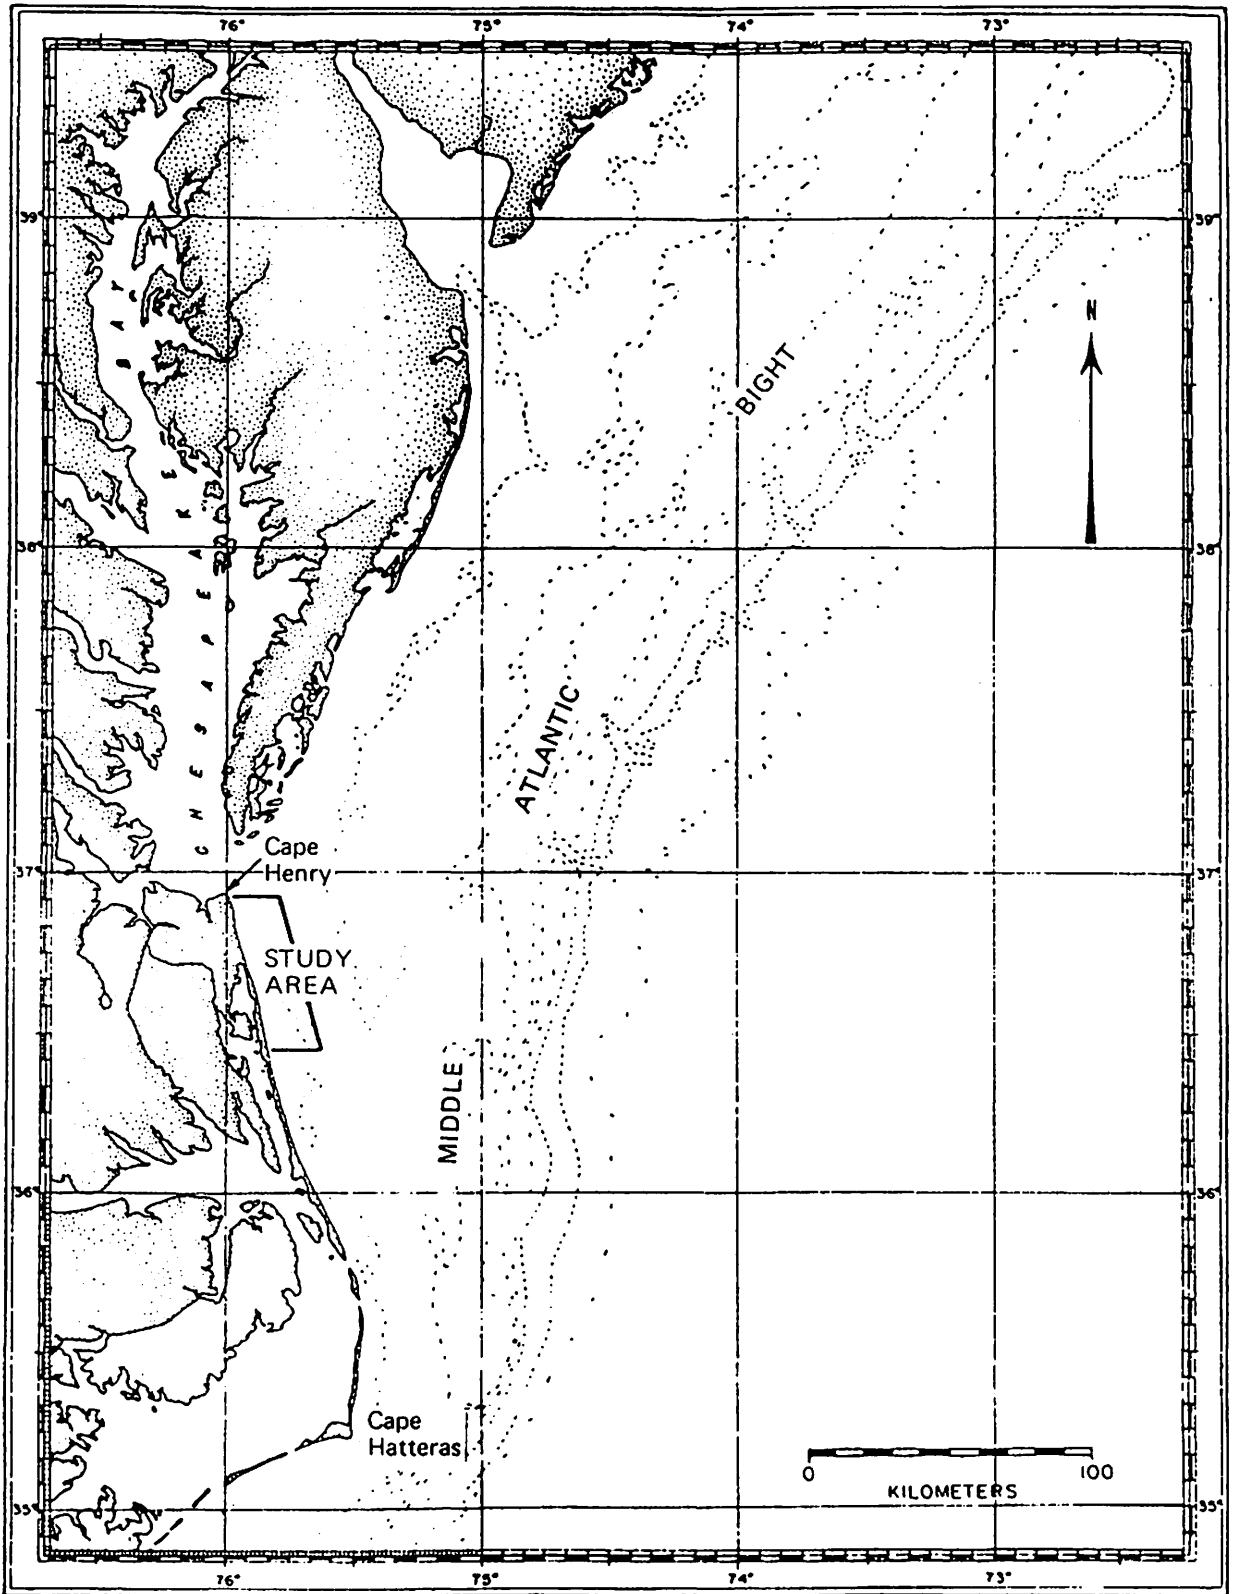 76°
75°
74°
73°
39°
39°
N
BIGHT
CHESAPEAKE BAY
38°
38°
ATLANTIC
37°
37°
Cape
Henry
STUDY
AREA
MIDDLE
36°
36°
Cape
Hatteras
0
100
KILOMETERS
35°
35°
76°
75°
74°
73°